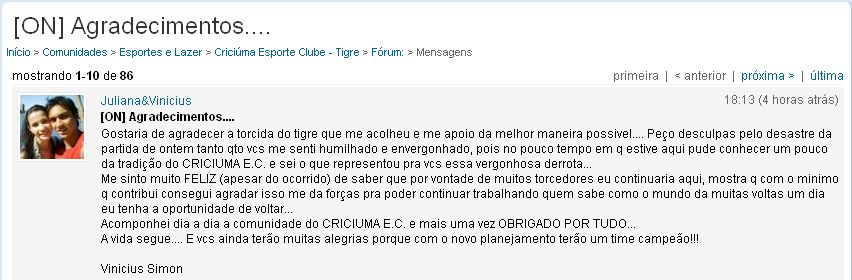 [ON] Agradecimentos....
Início > Comunidades > Esportes e Lazer > Criciúma Esporte Clube - Tigre > Fórum: > Mensagens
mostrando 1-10 de 86
primeira | < anterior | próxima > | última
Juliana&Vinicius
18:13 (4 horas atrás)
[ON] Agradecimentos....
Gostaria de agradecer a torcida do tigre que me acolheu e me apoio da melhor maneira possivel.... Peço desculpas pelo desastre da
partida de ontem tanto qto vcs me senti humilhado e envergonhado, pois no pouco tempo em q estive aqui pude conhecer um pouco
da tradição do CRICIUMA E.C. e sei o que representou pra vcs essa vergonhosa derrota...
Me sinto muito FELIZ (apesar do ocorrido) de saber que por vontade de muitos torcedores eu continuaria aqui, mostra q com o minimo
q contribui consegui agradar isso me da forças pra poder continuar trabalhando quem sabe como o mundo da muitas voltas um dia
eu tenha a oportunidade de voltar...
Acomponhei dia a dia a comunidade do CRICIUMA E.C. e mais uma vez OBRIGADO POR TUDO...
A vida segue.... E vcs ainda terão muitas alegrias porque com o novo planejamento terão um time campeão!!!
Vinicius Simon